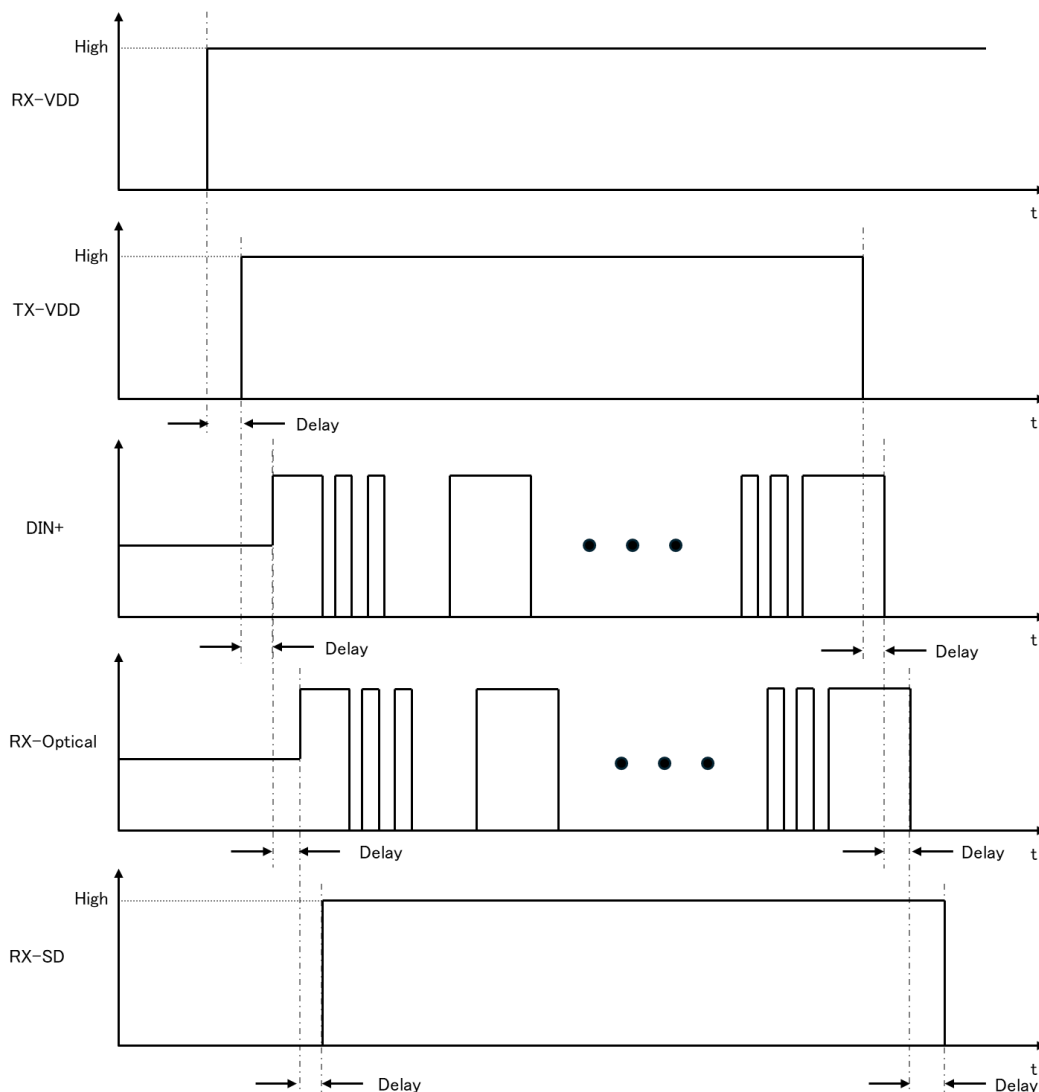 High
RX-VDD
t
High
TX-VDD
t
Delay
DIN+
t
Delay
Delay
RX-Optical
t
Delay
Delay
High
RX-SD
t
Delay
Delay